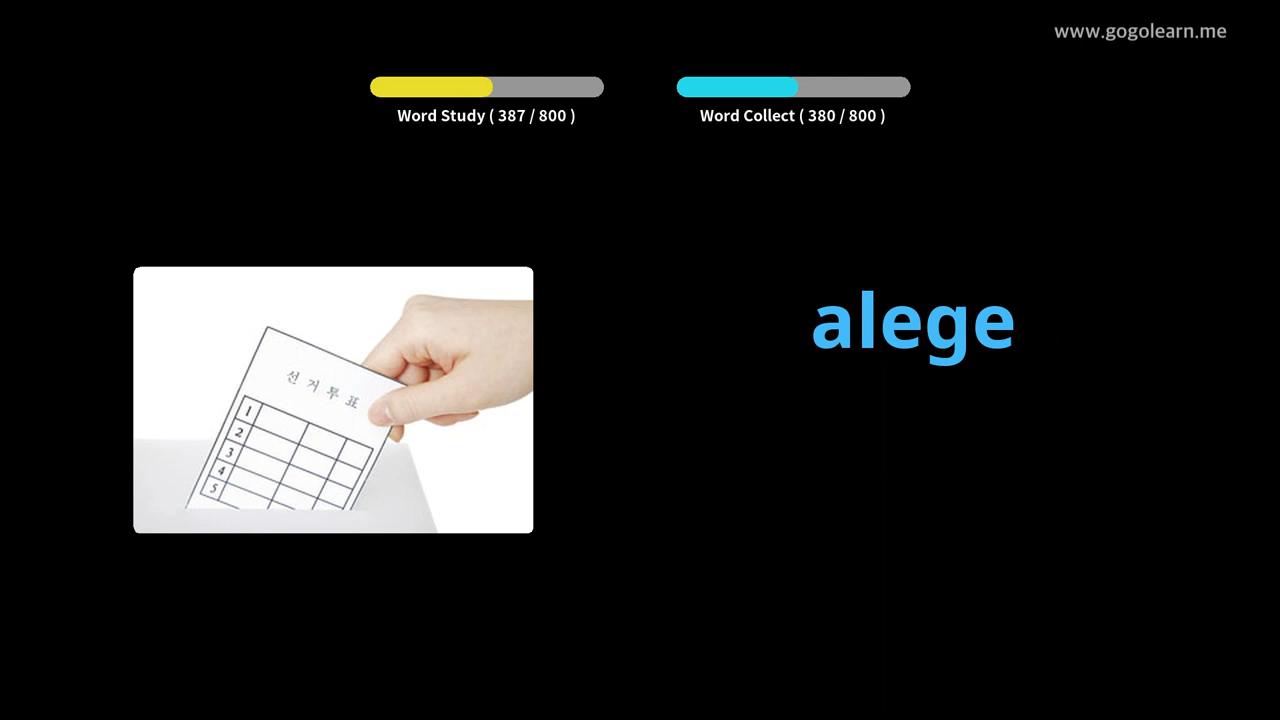 www.gogolearn.me
Word Study ( 387 / 800 )
Word Collect ( 380 / 800 )
alege
선거투표
1
2
3
4
5